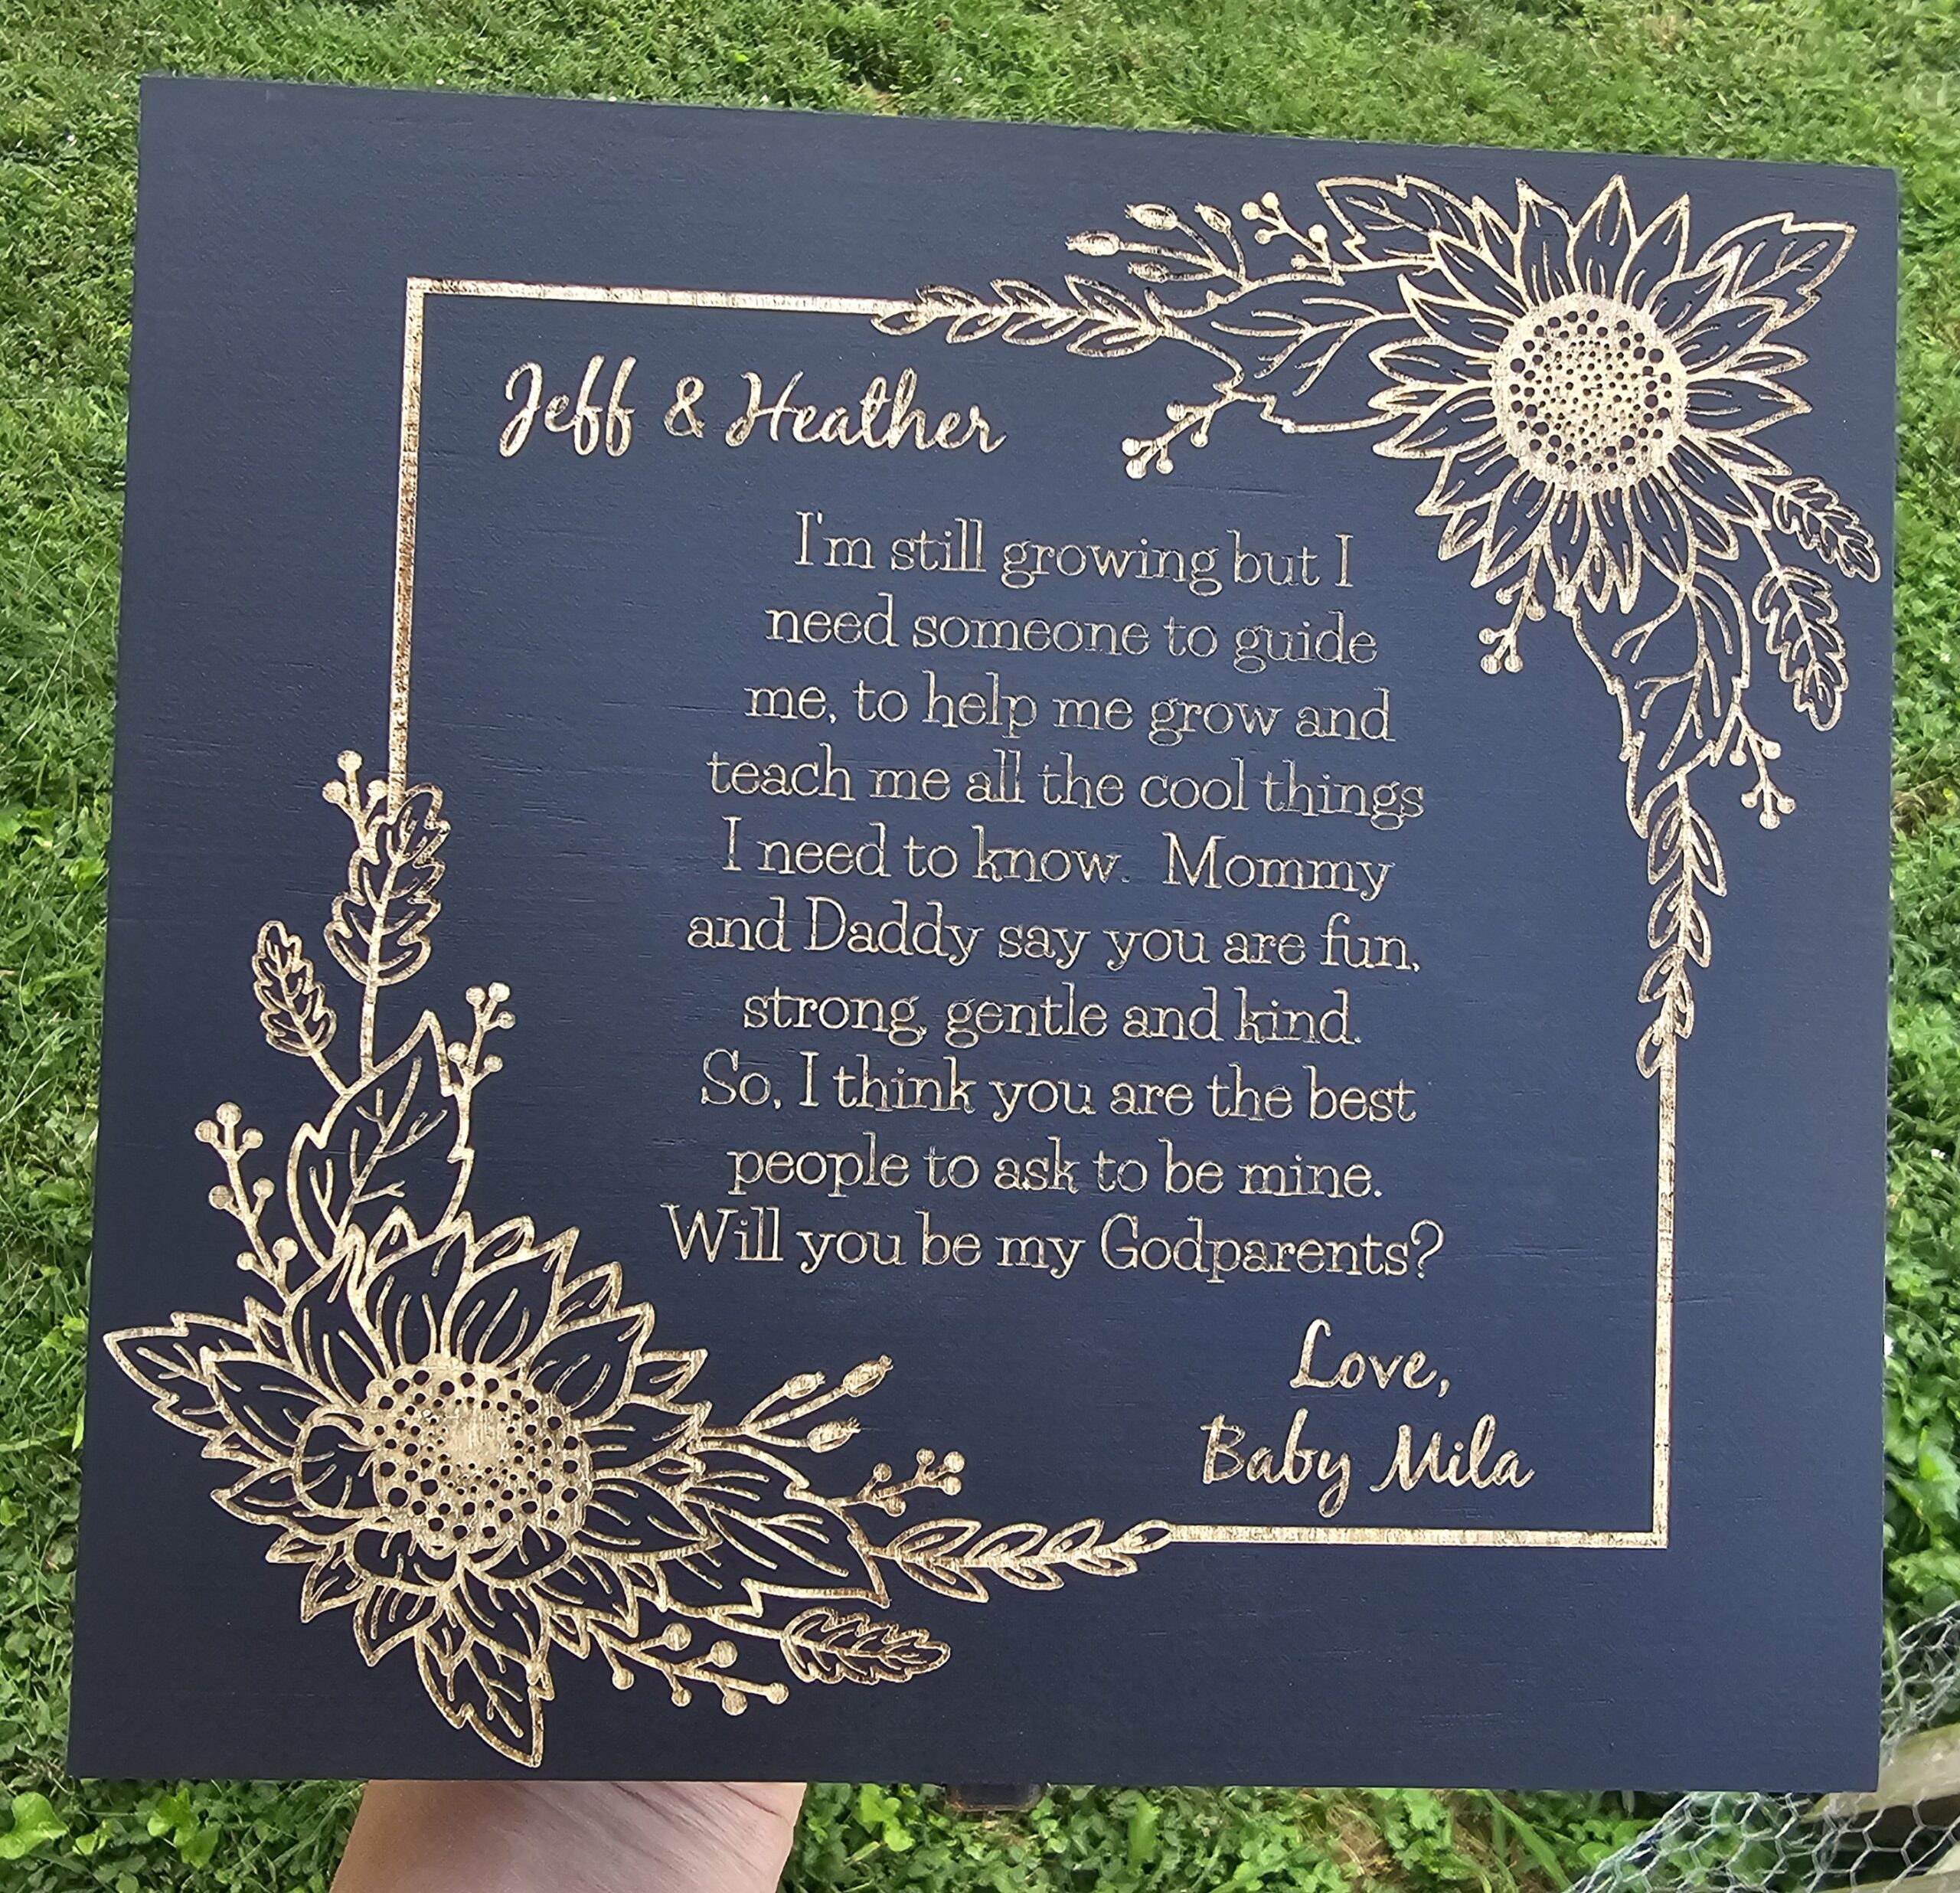 Jeff & Heather
I'm still growing but I
need someone to guide
me, to help me grow and
teach me all the cool things
I need to know. Mommy
and Daddy say you are fun,
strong, gentle and kind.
So, I think you are the best
people to ask to be mine.
Will you be my Godparents?
Love,
Baby Mila